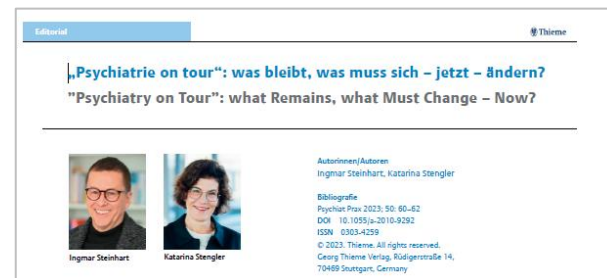 Editorial
Thieme
„Psychiatrie on tour“: was bleibt, was muss sich – jetzt – ändern?
”Psychiatry on Tour”: what Remains, what Must Change – Now?
Autorinnen/Autoren
Ingmar Steinhart, Katarina Stengler
Bibliografie
Psychiat Prax 2023; 50: 60–62
DOI 10.1055/a-2010-9292
ISSN 0303-4259
© 2023. Thieme. All rights reserved.
Georg Thieme Verlag, Rüdigerstraße 14,
70469 Stuttgart, Germany
Ingmar Steinhart
Katarina Stengler